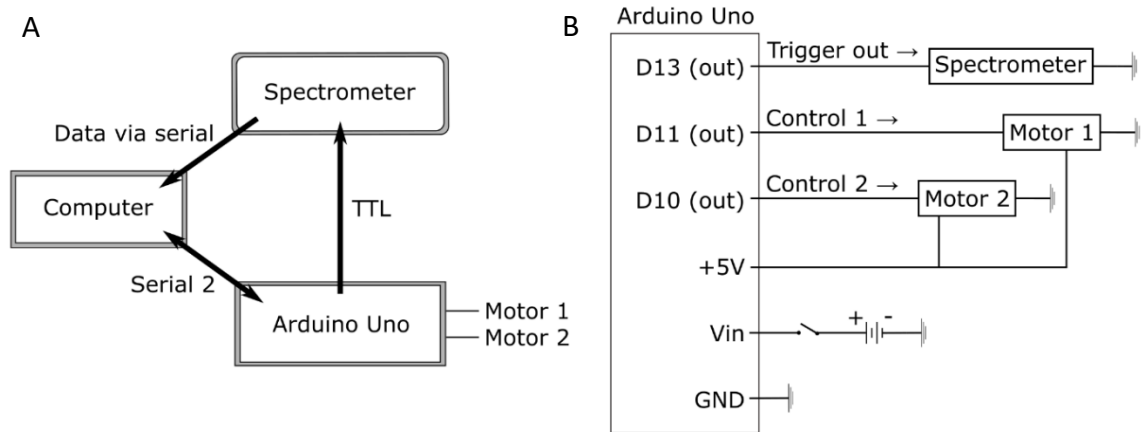 A
Spectrometer
Data via serial
Computer
TTL
Serial 2
Arduino Uno
Motor 1
Motor 2
B
Arduino Uno
D13 (out)
Trigger out →
Spectrometer
D11 (out)
Control 1 →
Motor 1
D10 (out)
Control 2 →
Motor 2
+5V
Vin
+ -
GND